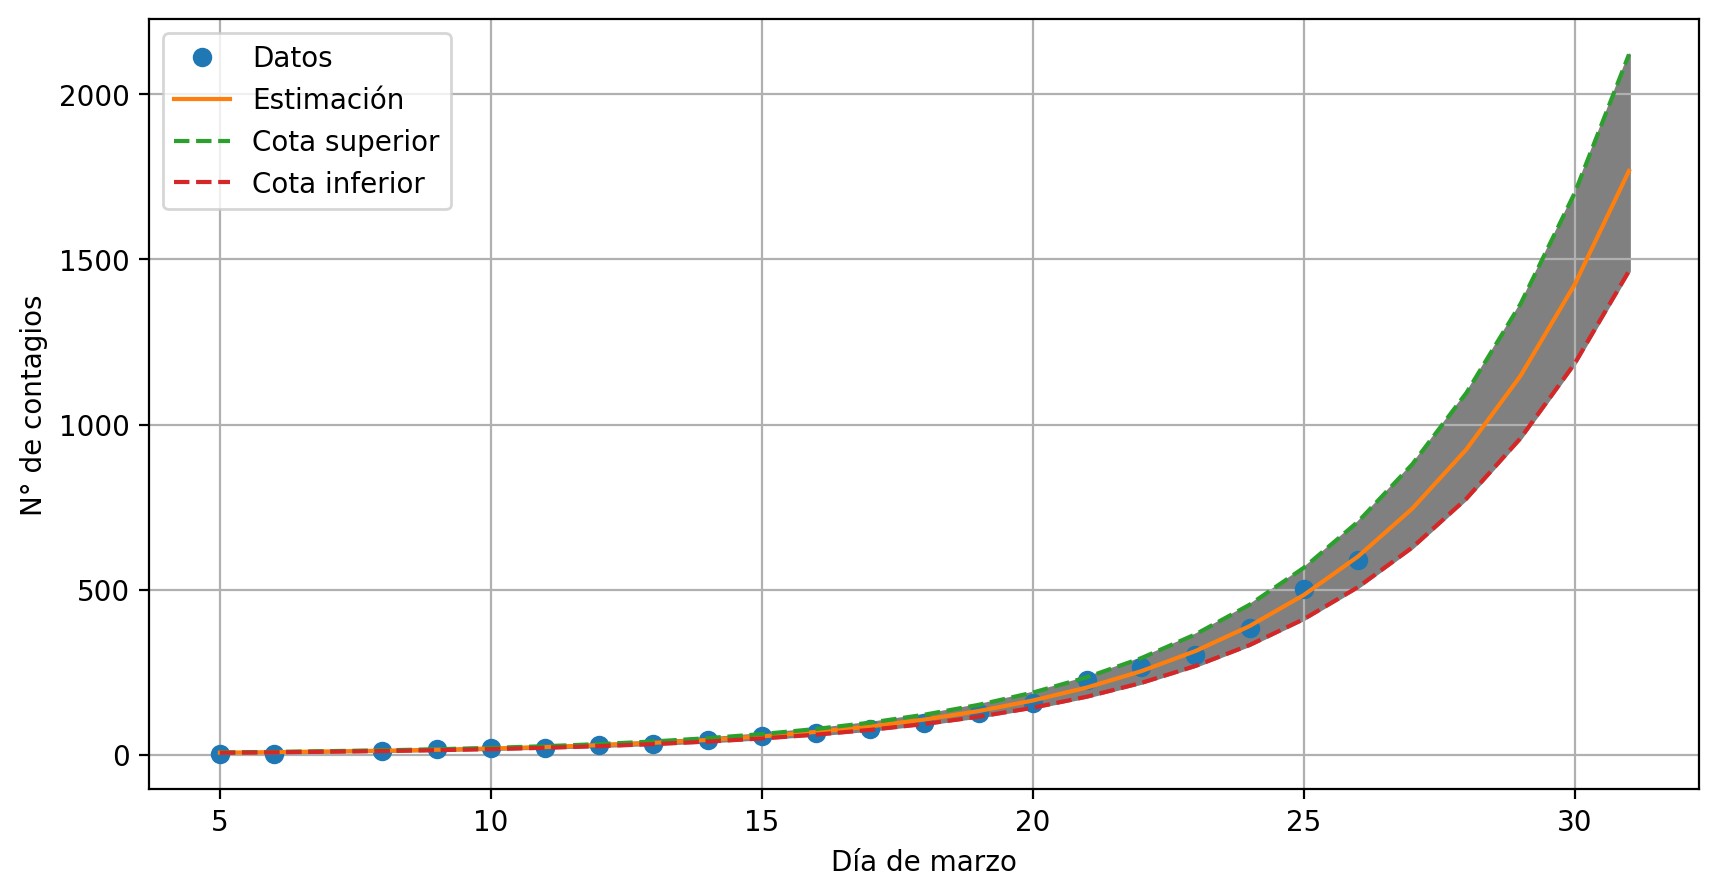 Datos
Estimación
Cota superior
Cota inferior
N° de contagios
2000
1500
1000
500
0
5 10 15 20 25 30
Día de marzo